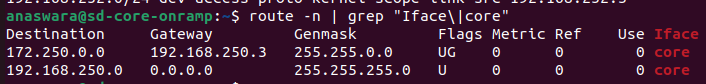 anaswara@sd-core-onramp:~$ route -n | grep "Iface\|core"
Destination Gateway Genmask Flags Metric Ref Use Iface
172.250.0.0 192.168.250.3 255.255.0.0 UG 0 0 0 core
192.168.250.0 0.0.0.0 255.255.255.0 U 0 0 0 core